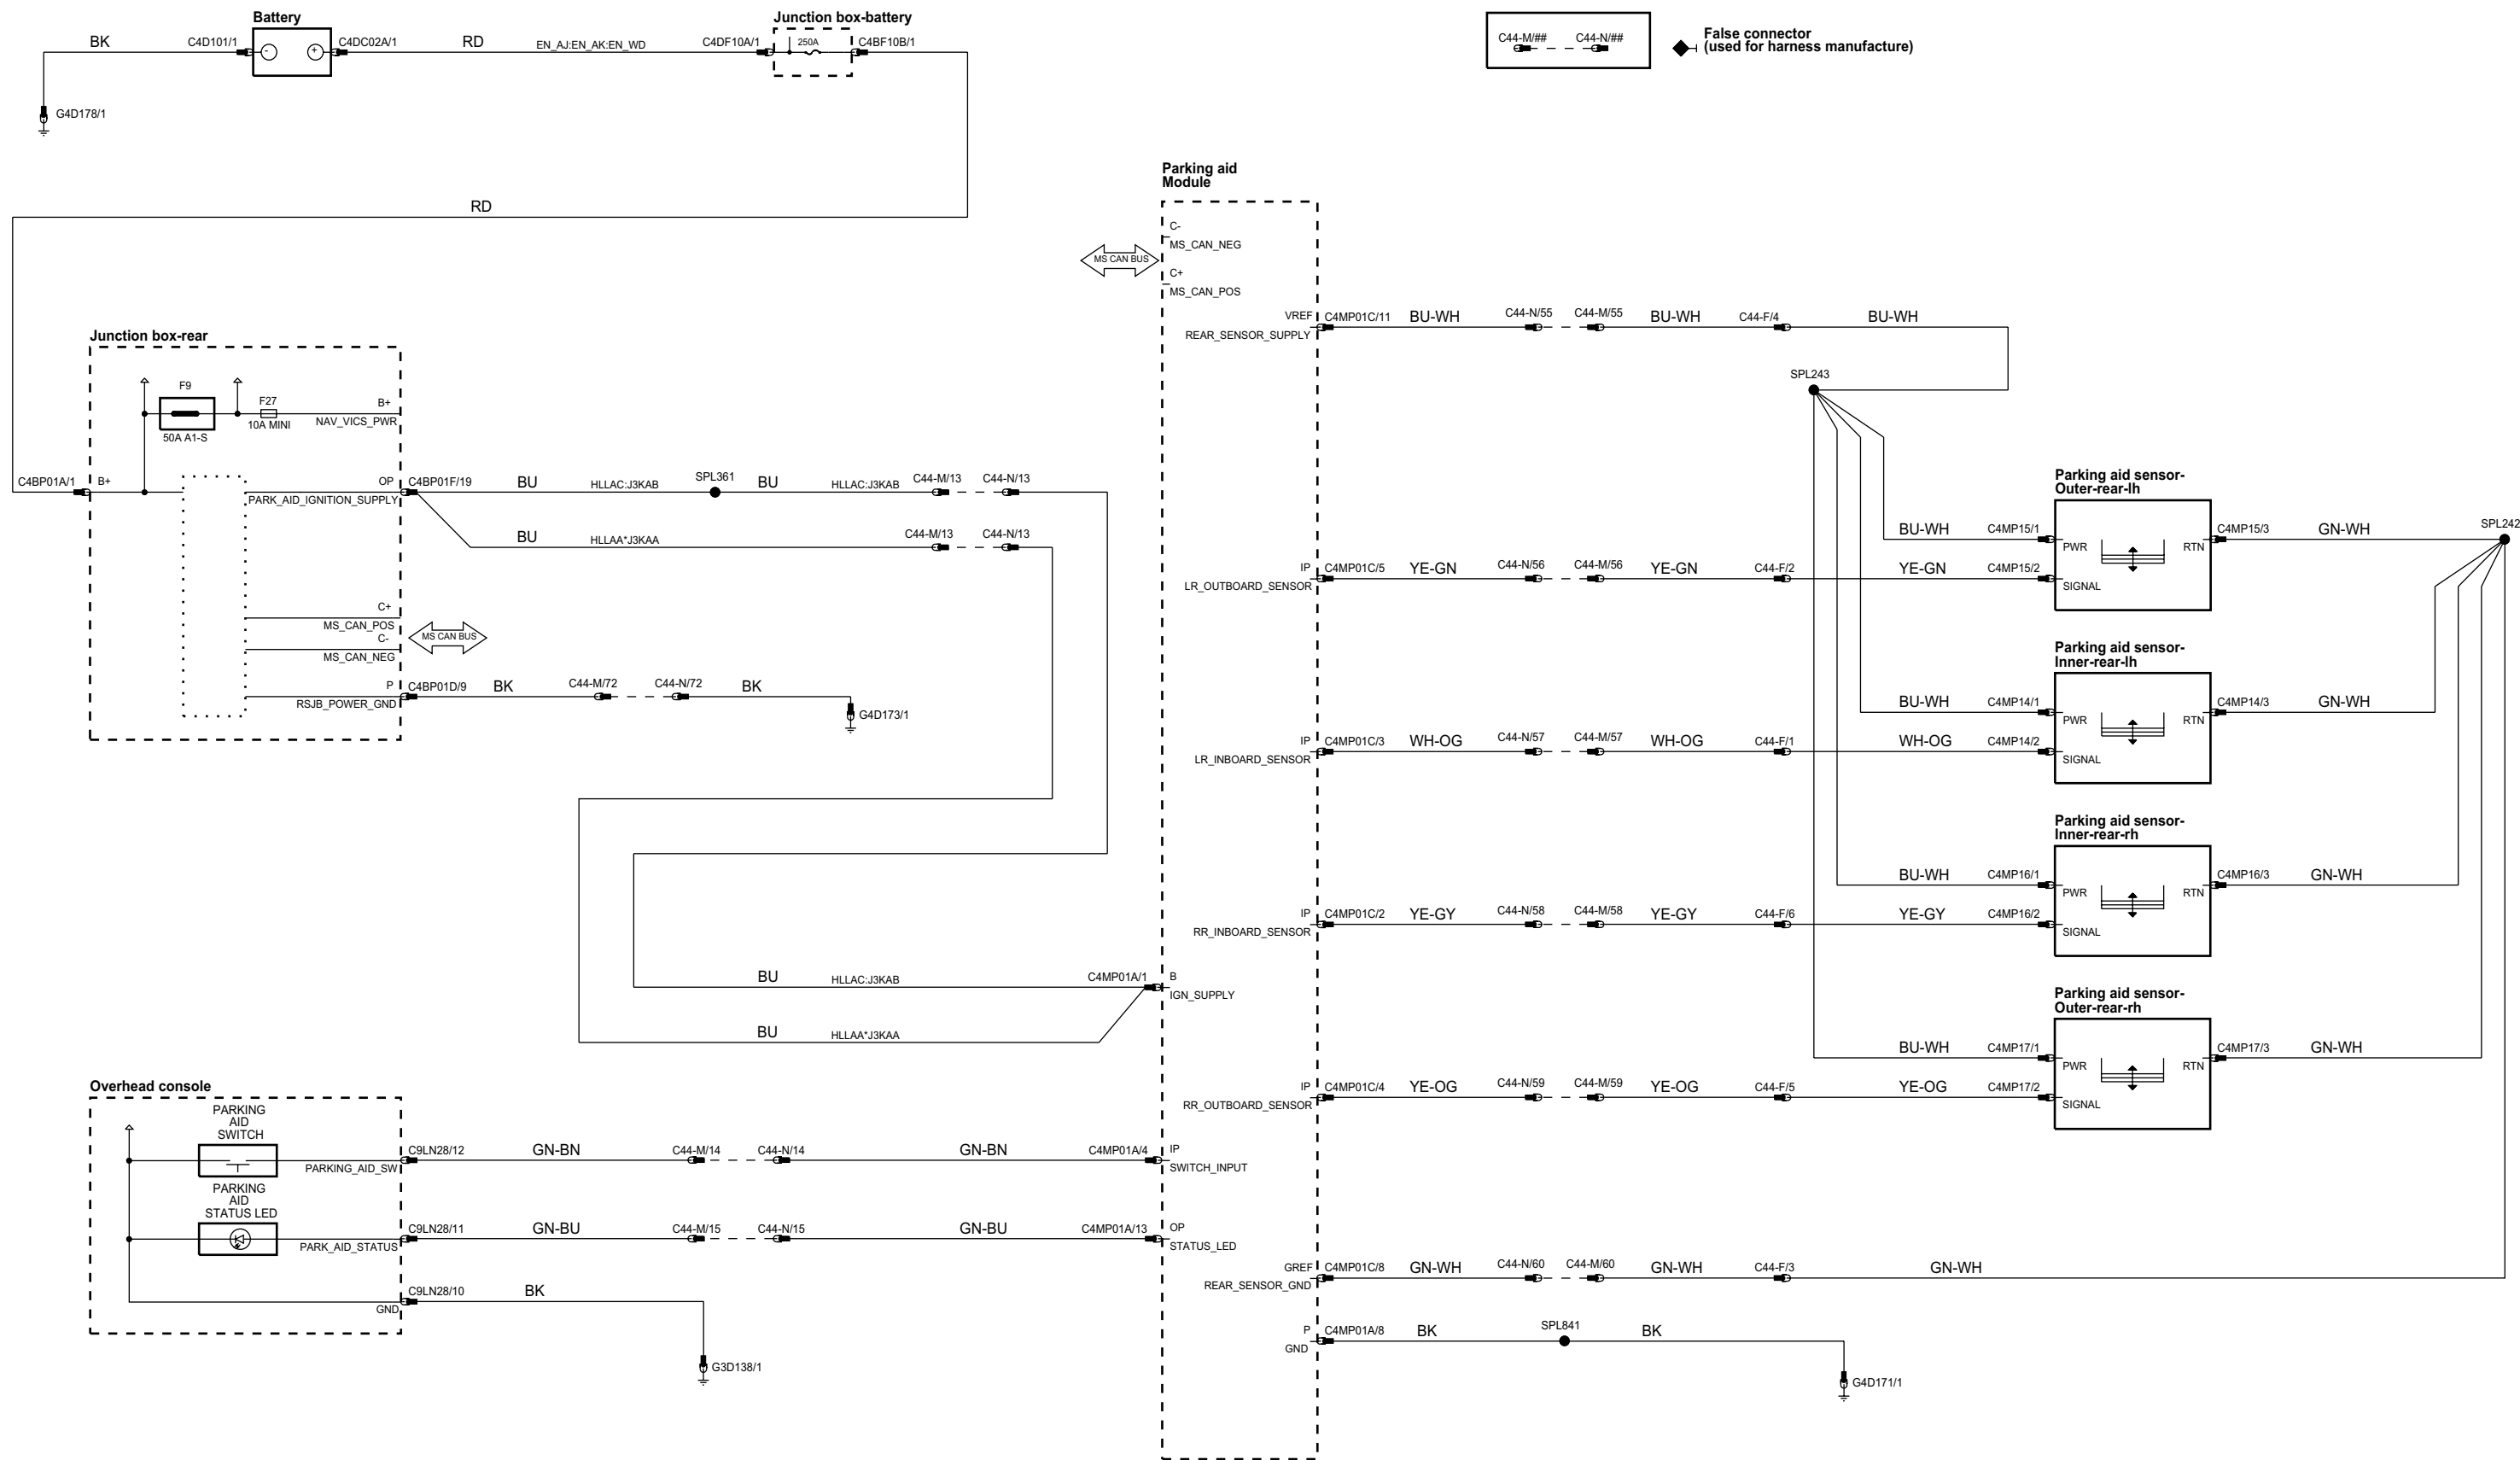 Battery
Junction box-battery
BK
C4D101/1
-
+
C4DC02A/1
RD
EN_AJ:EN_AK:EN_WD
C4DF10A/1
250A
C4BF10B/1
G4D178/1
C44-M/##
C44-N/##
False connector
(used for harness manufacture)
RD
Parking aid
Module
C-
MS_CAN_NEG
MS CAN BUS
C+
MS_CAN_POS
VREF
REAR_SENSOR_SUPPLY
C4MP01C/11
BU-WH
C44-N/55
C44-M/55
BU-WH
C44-F/4
BU-WH
SPL243
Junction box-rear
F9
50A A1-S
F27
10A MINI
B+
NAV_VICS_PWR
C4BP01A/1
B+
OP
PARK_AID_IGNITION_SUPPLY
C4BP01F/19
BU
HLLAC:J3KAB
SPL361
BU
HLLAC:J3KAB
C44-M/13
C44-N/13
BU
HLLAA*J3KAA
C44-M/13
C44-N/13
C+
MS_CAN_POS
C-
MS_CAN_NEG
MS CAN BUS
P
RSJB_POWER_GND
C4BP01D/9
BK
C44-M/72
C44-N/72
BK
G4D173/1
Parking aid sensor-
Outer-rear-lh
BU-WH
C4MP15/1
PWR
RTN
C4MP15/3
GN-WH
SPL242
IP
LR_OUTBOARD_SENSOR
C4MP01C/5
YE-GN
C44-N/56
C44-M/56
YE-GN
C44-F/2
YE-GN
C4MP15/2
SIGNAL
Parking aid sensor-
Inner-rear-lh
BU-WH
C4MP14/1
PWR
RTN
C4MP14/3
GN-WH
IP
LR_INBOARD_SENSOR
C4MP01C/3
WH-OG
C44-N/57
C44-M/57
WH-OG
C44-F/1
WH-OG
C4MP14/2
SIGNAL
Parking aid sensor-
Inner-rear-rh
BU-WH
C4MP16/1
PWR
RTN
C4MP16/3
GN-WH
IP
RR_INBOARD_SENSOR
C4MP01C/2
YE-GY
C44-N/58
C44-M/58
YE-GY
C44-F/6
YE-GY
C4MP16/2
SIGNAL
BU
HLLAC:J3KAB
C4MP01A/1
B
IGN_SUPPLY
BU
HLLAA*J3KAA
Parking aid sensor-
Outer-rear-rh
BU-WH
C4MP17/1
PWR
RTN
C4MP17/3
GN-WH
IP
RR_OUTBOARD_SENSOR
C4MP01C/4
YE-OG
C44-N/59
C44-M/59
YE-OG
C44-F/5
YE-OG
C4MP17/2
SIGNAL
Overhead console
PARKING
AID
SWITCH
PARKING_AID_SW
C9LN28/12
GN-BN
C44-M/14
C44-N/14
GN-BN
C4MP01A/4
IP
SWITCH_INPUT
PARKING
AID
STATUS LED
PARK_AID_STATUS
C9LN28/11
GN-BU
C44-M/15
C44-N/15
GN-BU
C4MP01A/13
OP
STATUS_LED
GREF
REAR_SENSOR_GND
C4MP01C/8
GN-WH
C44-N/60
C44-M/60
GN-WH
C44-F/3
GN-WH
GND
C9LN28/10
BK
G3D138/1
P
GND
C4MP01A/8
BK
SPL841
BK
G4D171/1